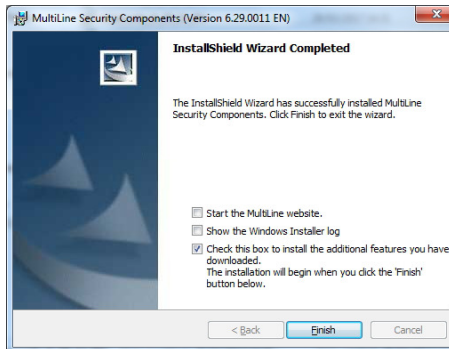 MultiLine Security Components (Version 6.29.0011 EN)
InstallShield Wizard Completed
The InstallShield Wizard has successfully installed MultiLine
Security Components. Click Finish to exit the wizard.
Start the MultiLine website.
Show the Windows Installer log
Check this box to install the additional features you have
downloaded.
The installation will begin when you click the 'Finish'
button below.
< Back
Finish
Cancel